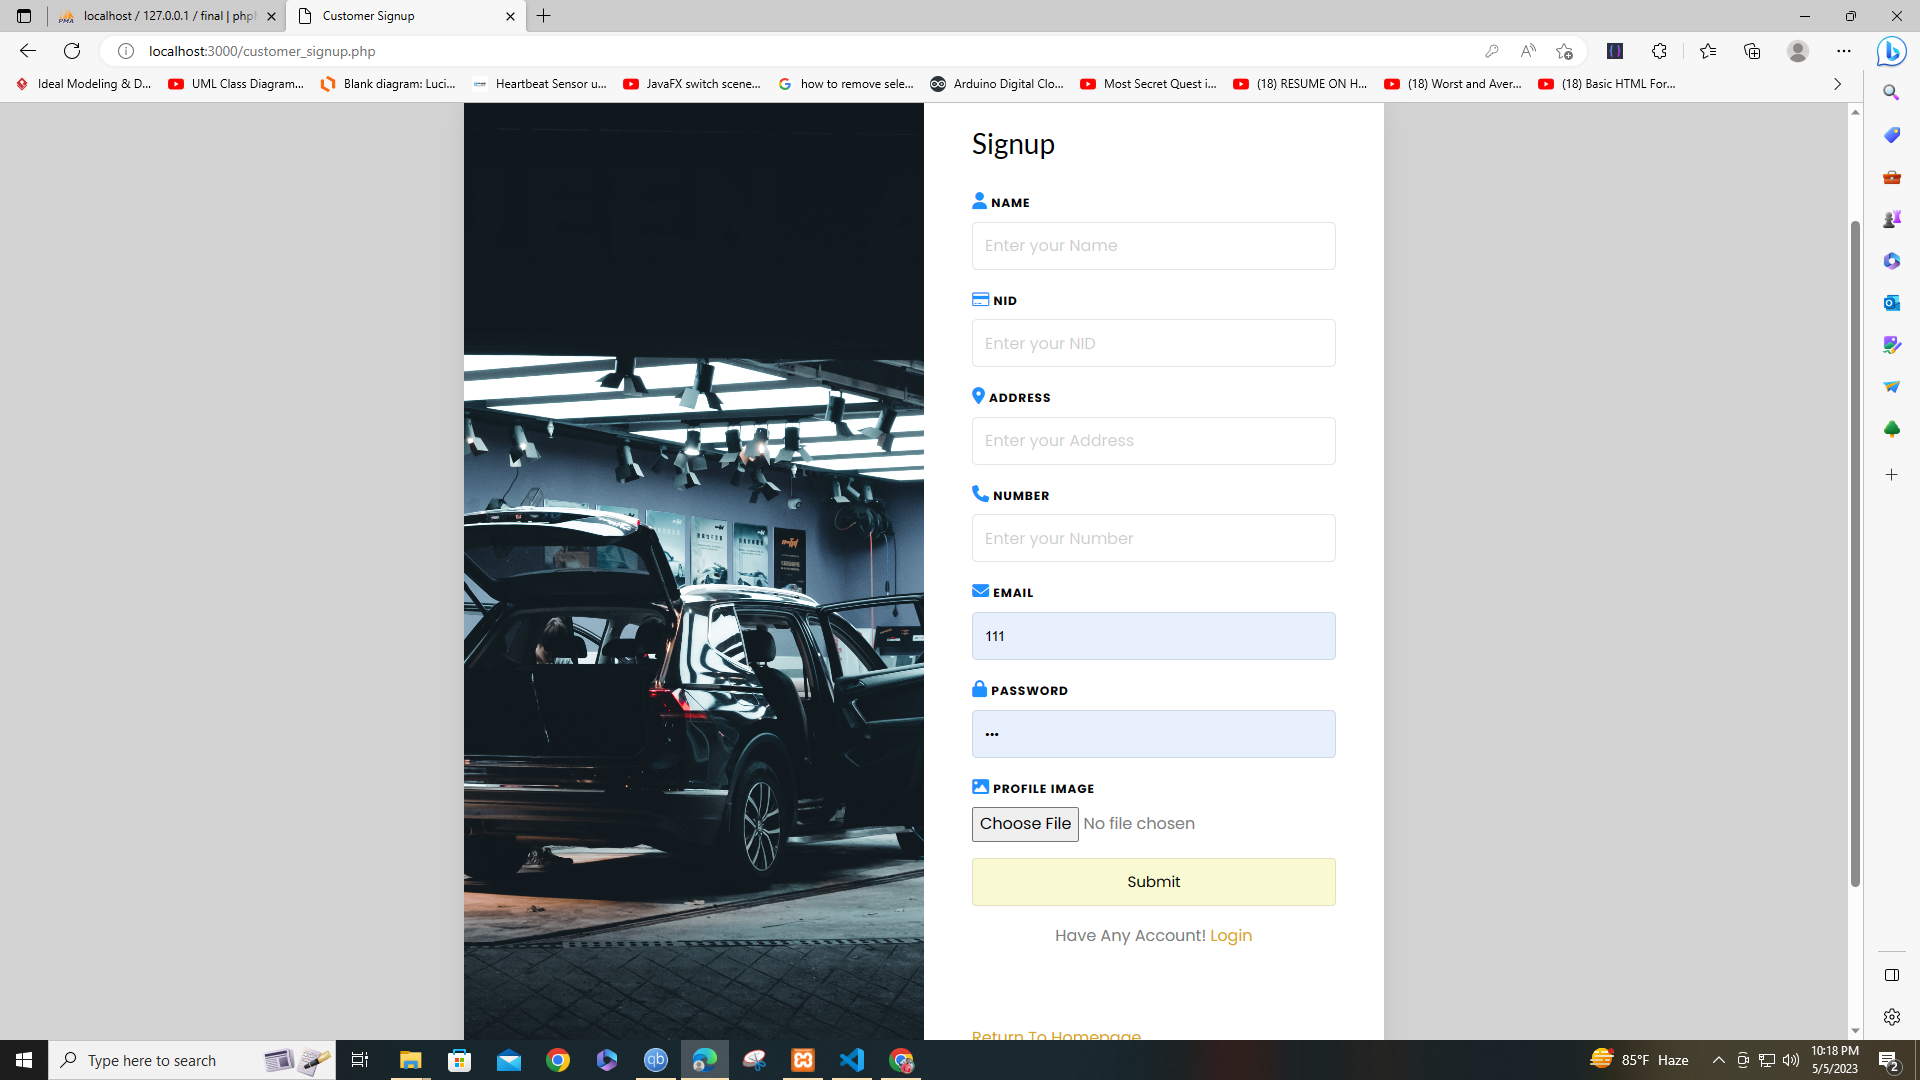 localhost / 127.0.0.1 / final | php
Customer Signup
localhost:3000/customer_signup.php
Ideal Modeling & D...
UML Class Diagram...
Blank diagram: Luci...
Heartbeat Sensor u...
JavaFX switch scene...
how to remove sele...
Arduino Digital Clo...
Most Secret Quest i...
(18) RESUME ON H...
(18) Worst and Aver...
(18) Basic HTML For...
Signup
NAME
Enter your Name
NID
Enter your NID
ADDRESS
Enter your Address
NUMBER
Enter your Number
EMAIL
111
PASSWORD
•••
PROFILE IMAGE
Choose File No file chosen
Submit
Have Any Account! Login
Return To Homepage
Type here to search
85°F Haze
10:18 PM
5/5/2023
2